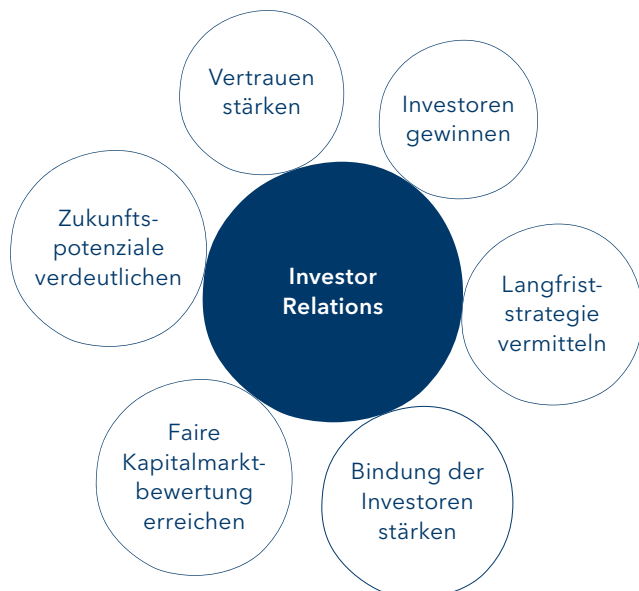 Vertrauen
stärken
Investoren
gewinnen
Zukunfts-
potenziale
verdeutlichen
Investor
Relations
Langfrist-
strategie
vermitteln
Faire
Kapitalmarkt-
bewertung
erreichen
Bindung der
Investoren
stärken